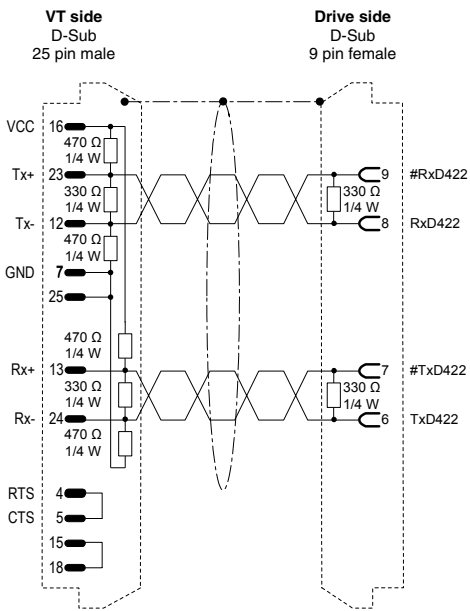 VT side
D-Sub
25 pin male
Drive side
D-Sub
9 pin female
VCC 16
470 Ω
1/4 W
Tx+ 23
330 Ω
1/4 W
Tx- 12
470 Ω
1/4 W
GND 7
25
470 Ω
1/4 W
Rx+ 13
330 Ω
1/4 W
Rx- 24
470 Ω
1/4 W
RTS 4
CTS 5
15
18
9 #RxD422
330 Ω
1/4 W
8 RxD422
7 #TxD422
330 Ω
1/4 W
6 TxD422